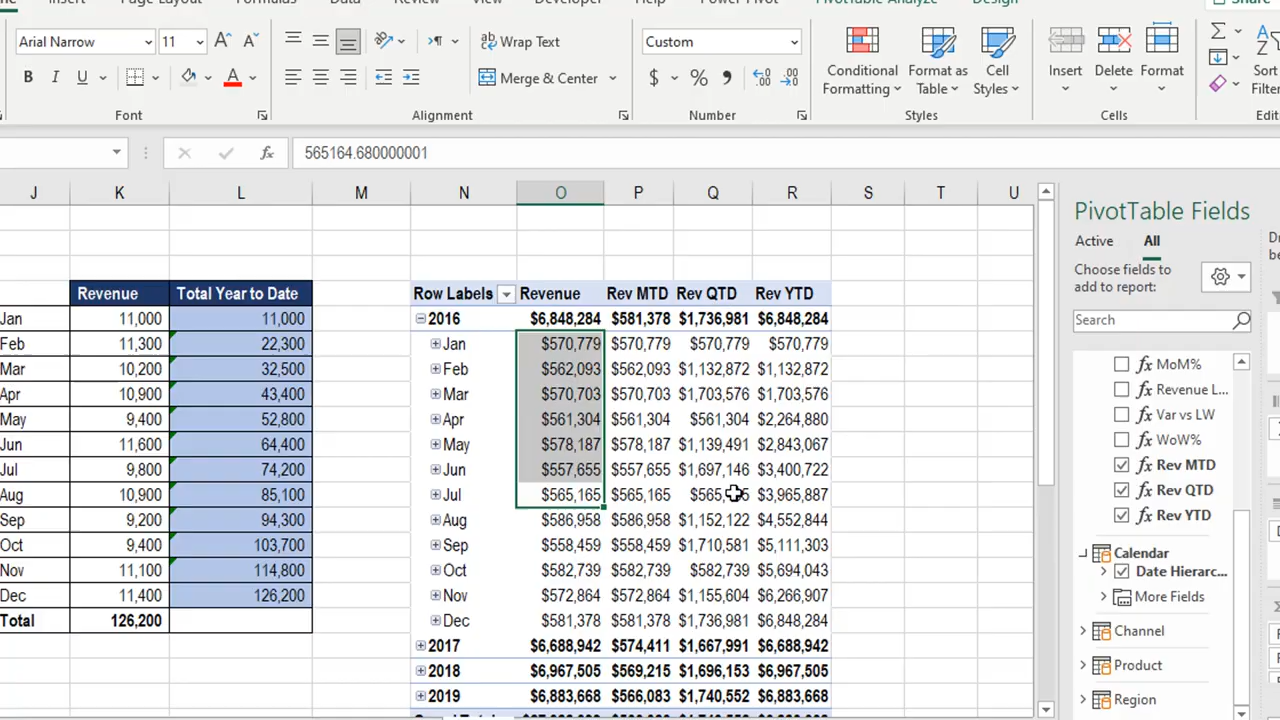 Insert Page Layout Formulas Data Review View Developer Help Power Pivot PivotTable Analyze Design Share
Arial Narrow 11 A A Wrap Text Custom Conditional Formatting Format as Table Cell Styles Insert Delete Format
B I U A Merge & Center $ % 9
Font Alignment Number Styles Cells
fx 565164.680000001
J K L M N O P Q R S T U
Revenue Total Year to Date Row Labels Revenue Rev MTD Rev QTD Rev YTD
Jan 11,000 11,000 2016 $6,848,284 $581,378 $1,736,981 $6,848,284
Feb 11,300 22,300 Jan $570,779 $570,779 $570,779 $570,779
Mar 10,200 32,500 Feb $562,093 $562,093 $1,132,872 $1,132,872
Apr 10,900 43,400 Mar $570,703 $570,703 $1,703,576 $1,703,576
May 9,400 52,800 Apr $561,304 $561,304 $561,304 $2,264,880
Jun 11,600 64,400 May $578,187 $578,187 $1,139,491 $2,843,067
Jul 9,800 74,200 Jun $557,655 $557,655 $1,697,146 $3,400,722
Aug 10,900 85,100 Jul $565,165 $565,165 $3,965,887
Sep 9,200 94,300 Aug $586,958 $586,958 $1,152,122 $4,552,844
Oct 9,400 103,700 Sep $558,459 $558,459 $1,710,581 $5,111,303
Nov 11,100 114,800 Oct $582,739 $582,739 $582,739 $5,694,043
Dec 11,400 126,200 Nov $572,864 $572,864 $1,155,604 $6,266,907
Total 126,200 Dec $581,378 $581,378 $1,736,981 $6,848,284
2017 $6,688,942 $574,411 $1,667,991 $6,688,942
2018 $6,967,505 $569,215 $1,696,153 $6,967,505
2019 $6,883,668 $566,083 $1,740,552 $6,883,668
PivotTable Fields
Active All
Choose fields to
add to report:
Search
fx MoM%
fx Revenue L...
fx Var vs LW
fx WoW%
fx Rev MTD
fx Rev QTD
fx Rev YTD
Calendar
Date Hierarc...
More Fields
Channel
Product
Region